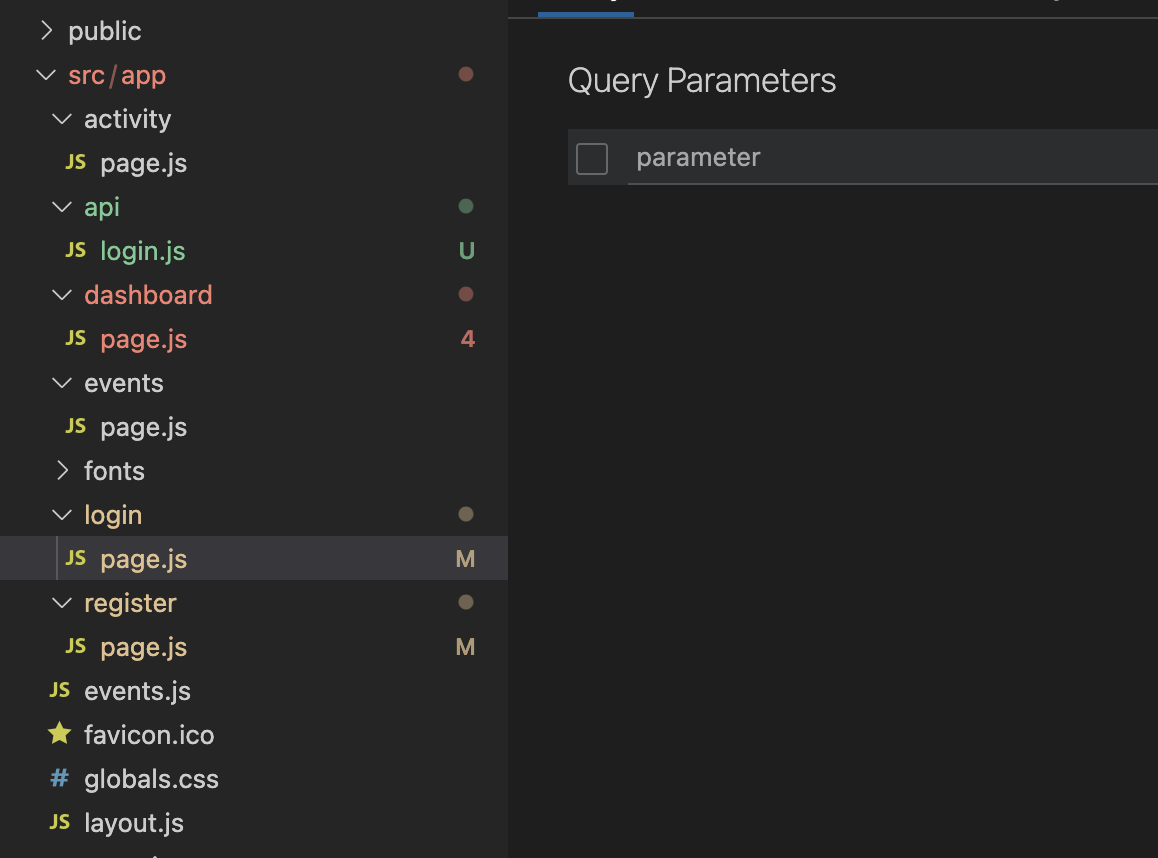 public
src/app
activity
JS page.js
api
JS login.js U
dashboard
JS page.js 4
events
JS page.js
fonts
login
JS page.js M
register
JS page.js M
JS events.js
favicon.ico
# globals.css
JS layout.js
Query Parameters
parameter